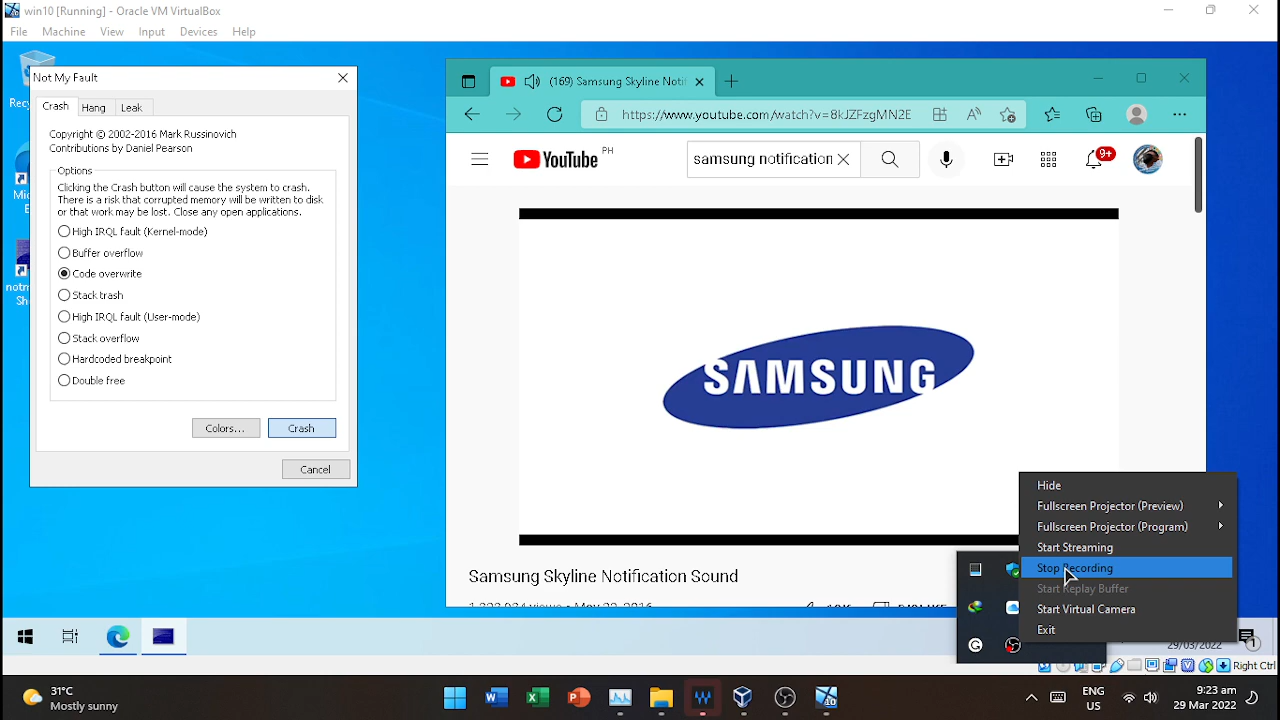 win10 [Running] - Oracle VM VirtualBox
File Machine View Input Devices Help
Not My Fault
Crash Hang Leak
Copyright © 2002-2016 Mark Russinovich
Contributions by Daniel Pearson
Options
Clicking the Crash button will cause the system to crash.
There is a risk that corrupted memory will be written to disk
or that work may be lost. Close any open applications.
High IRQL fault (Kernel-mode)
Buffer overflow
Code overwrite
Stack trash
High IRQL fault (User-mode)
Stack overflow
Hardcoded breakpoint
Double free
Colors... Crash
Cancel
(169) Samsung Skyline Notif
https://www.youtube.com/watch?v=8kJZFzgMN2E
YouTube PH
samsung notification
9+
SAMSUNG
Samsung Skyline Notification Sound
Hide
Fullscreen Projector (Preview)
Fullscreen Projector (Program)
Start Streaming
Stop Recording
Start Replay Buffer
Start Virtual Camera
Exit
29/03/2022
1
Right Ctrl
31°C
Mostly sunny
ENG
US
9:23 am
29 Mar 2022